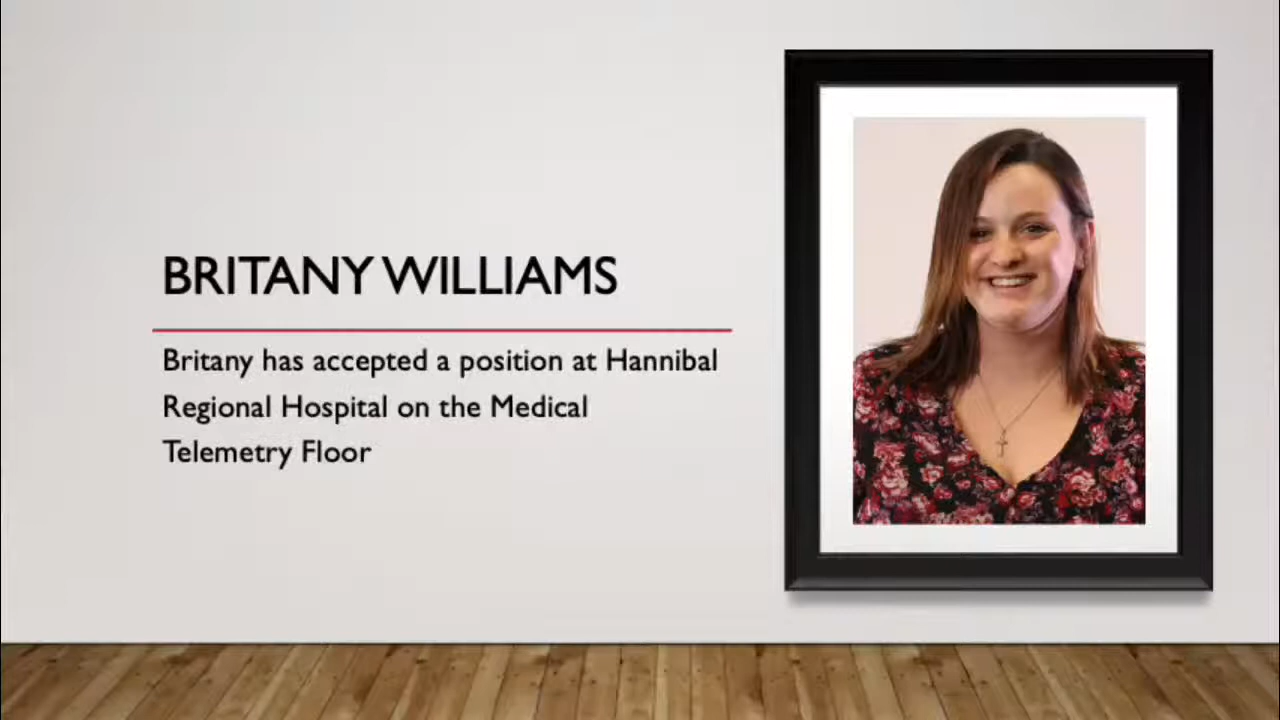 BRITANY WILLIAMS
Britany has accepted a position at Hannibal
Regional Hospital on the Medical
Telemetry Floor